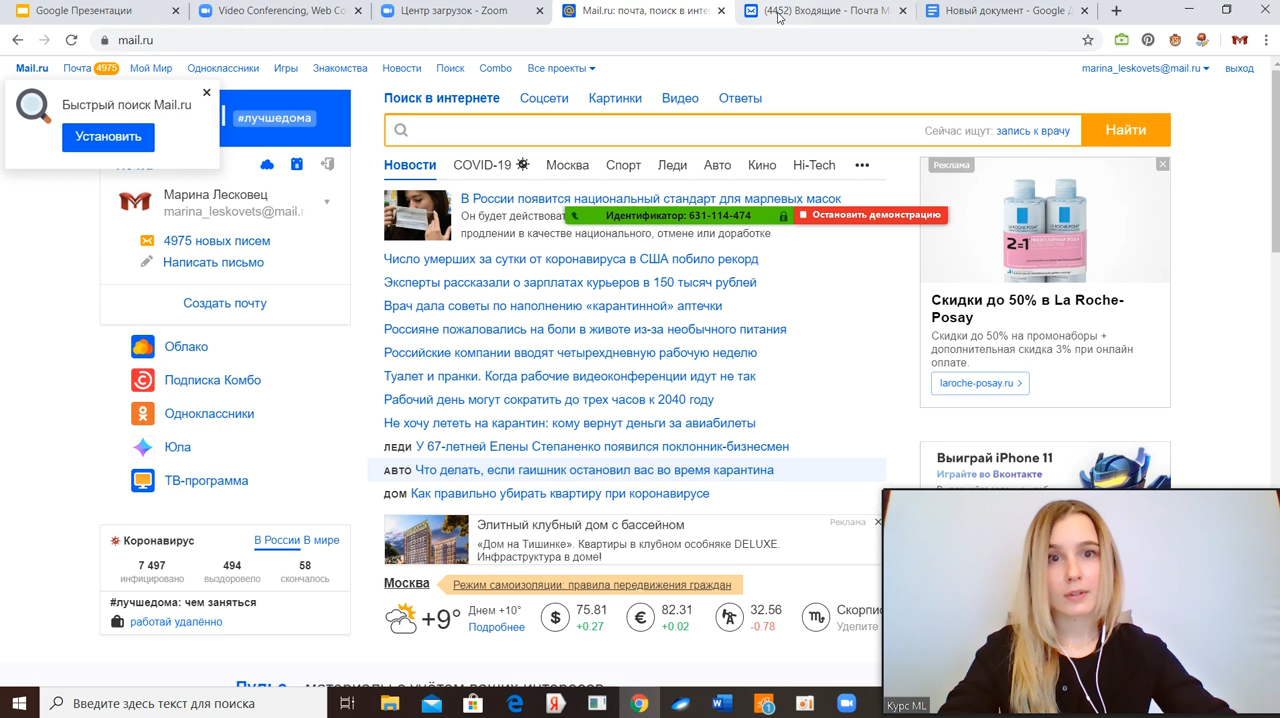 Google Презентации
Video Conferencing, Web Co
Центр загрузок - Zoom
Mail.ru: почта, поиск в инте
(4452) Входящие - Почта M
Новый документ - Google Д
mail.ru
Mail.ru
Почта 4975
Мой Мир
Одноклассники
Игры
Знакомства
Новости
Поиск
Combo
Все проекты
marina_leskovets@mail.ru
выход
Быстрый поиск Mail.ru
Установить
#лучшедома
Марина Лесковец
marina_leskovets@mail.r
4975 новых писем
Написать письмо
Создать почту
Облако
Подписка Комбо
Одноклассники
Юла
ТВ-программа
Коронавирус
В России В мире
7 497
494
58
инфицировано
выздоровело
скончалось
#лучшедома: чем заняться
работай удалённо
Поиск в интернете
Соцсети
Картинки
Видео
Ответы
Сейчас ищут: запись к врачу
Найти
Новости
COVID-19
Москва
Спорт
Леди
Авто
Кино
Hi-Tech
В России появится национальный стандарт для марлевых масок
Он будет действоват
Идентификатор: 631-114-474
Остановить демонстрацию
продлении в качестве национального, отмене или доработке
Число умерших за сутки от коронавируса в США побило рекорд
Эксперты рассказали о зарплатах курьеров в 150 тысяч рублей
Врач дала советы по наполнению «карантинной» аптечки
Россияне пожаловались на боли в животе из-за необычного питания
Российские компании вводят четырехдневную рабочую неделю
Туалет и пранки. Когда рабочие видеоконференции идут не так
Рабочий день могут сократить до трех часов к 2040 году
Не хочу лететь на карантин: кому вернут деньги за авиабилеты
ЛЕДИ У 67-летней Елены Степаненко появился поклонник-бизнесмен
АВТО Что делать, если гаишник остановил вас во время карантина
ДОМ Как правильно убирать квартиру при коронавирусе
Элитный клубный дом с бассейном
Реклама
«Дом на Тишинке». Квартиры в клубном особняке DELUXE.
Инфраструктура в доме!
Москва
Режим самоизоляции: правила передвижения граждан
+9°
Днем +10°
Подробнее
$
75.81
+0.27
€
82.31
+0.02
32.56
-0.78
Скорпис
Уделите
Реклама
2=1
Скидки до 50% в La Roche-
Posay
Скидки до 50% на промонаборы +
дополнительная скидка 3% при онлайн
оплате.
laroche-posay.ru
Выиграй iPhone 11
Играйте во Вконтакте
Курс ML
Введите здесь текст для поиска